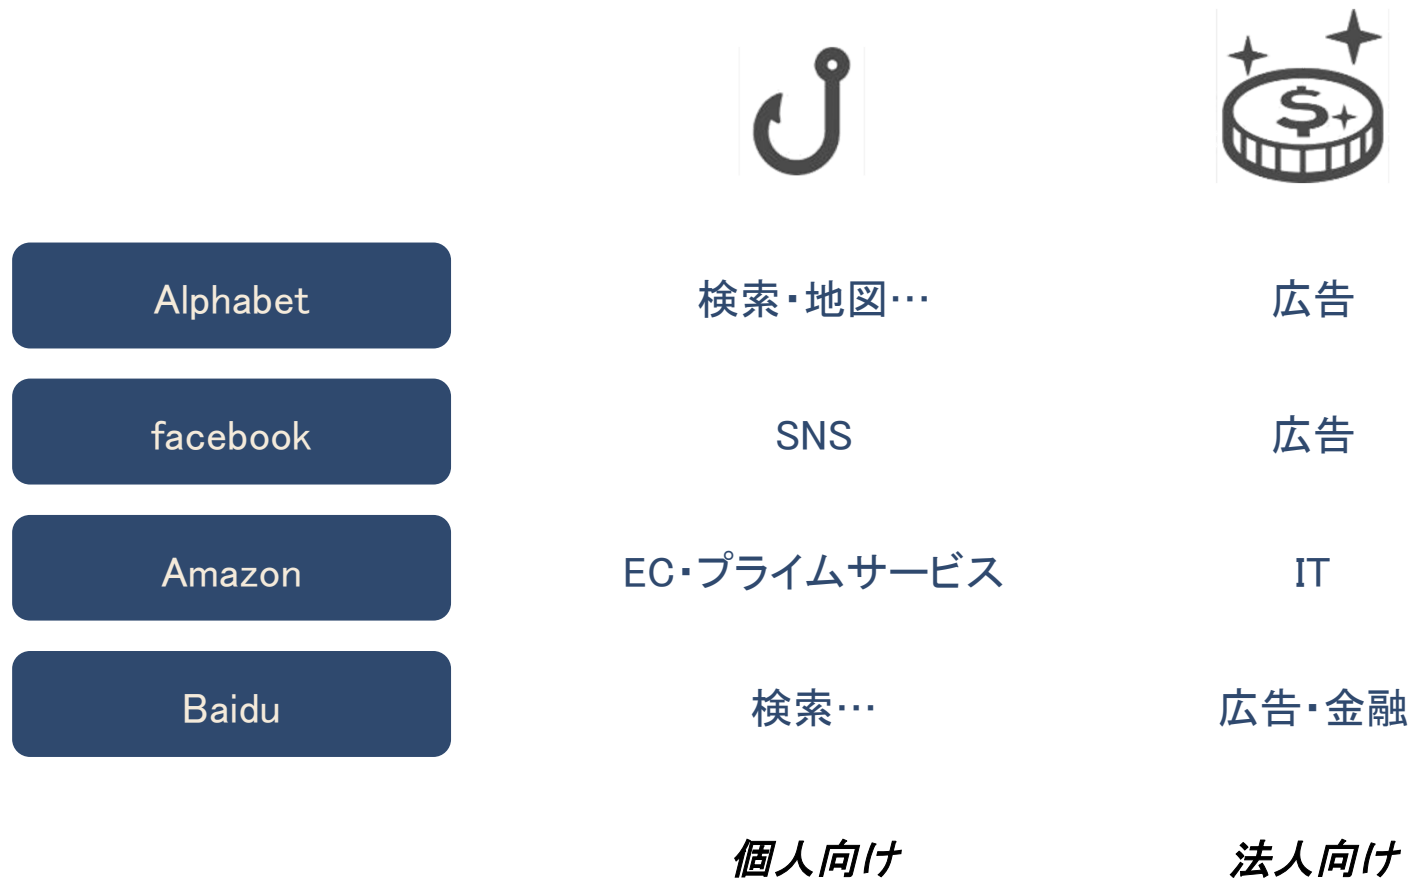 $
Alphabet 検索・地図… 広告
facebook SNS 広告
Amazon EC・プライムサービス IT
Baidu 検索… 広告・金融
個人向け 法人向け